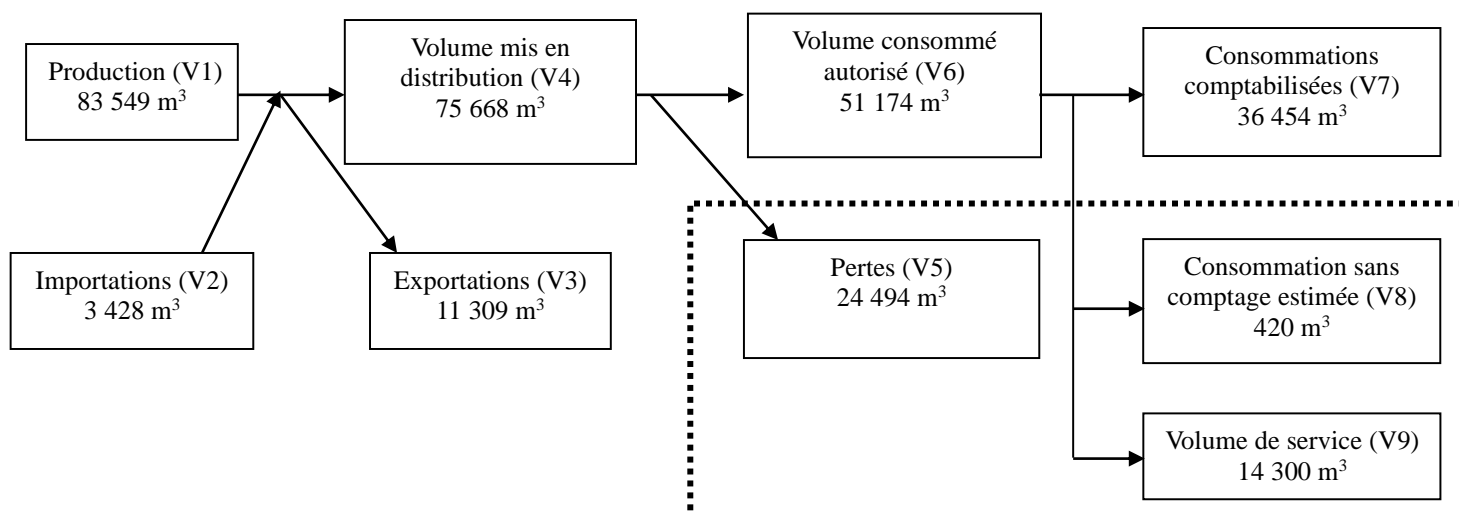 Production (V1)
83 549 m³
Volume mis en
distribution (V4)
75 668 m³
Volume consommé
autorisé (V6)
51 174 m³
Consommations
comptabilisées (V7)
36 454 m³
Importations (V2)
3 428 m³
Exportations (V3)
11 309 m³
Pertes (V5)
24 494 m³
Consommation sans
comptage estimée (V8)
420 m³
Volume de service (V9)
14 300 m³